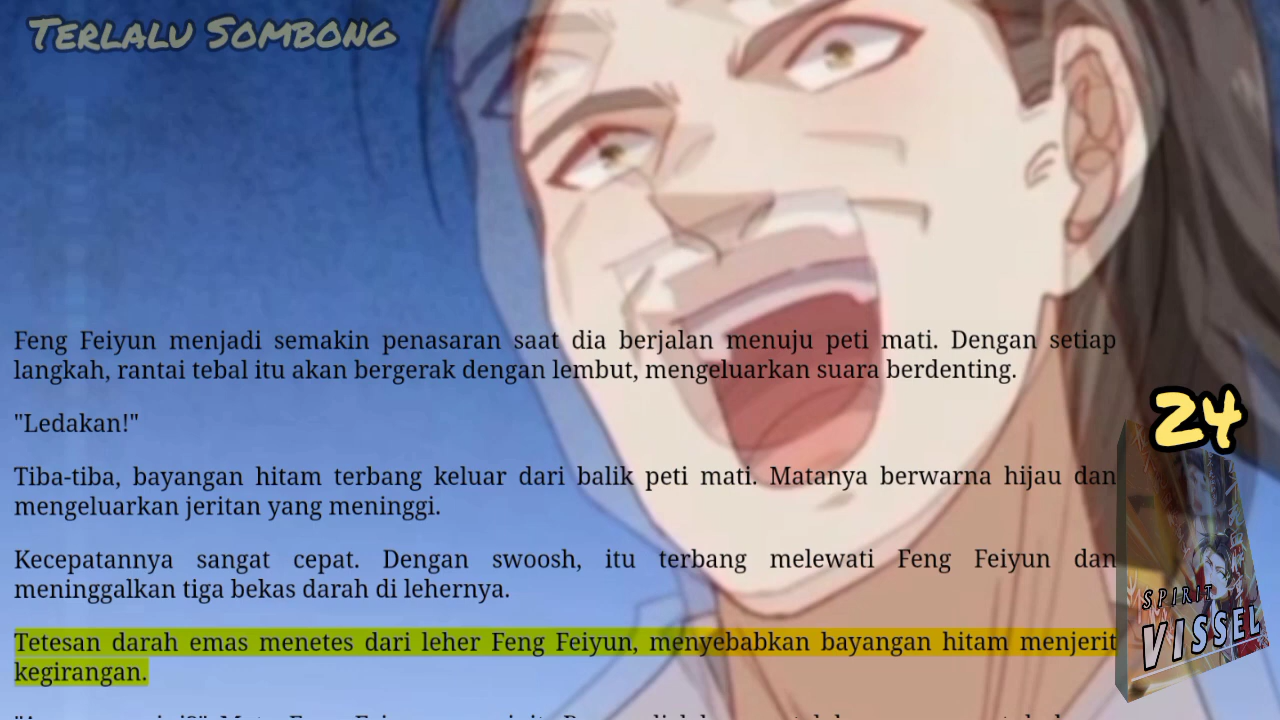 Terlalu Sombong
Feng Feiyun menjadi semakin penasaran saat dia berjalan menuju peti mati. Dengan setiap
langkah, rantai tebal itu akan bergerak dengan lembut, mengeluarkan suara berdenting.
"Ledakan!"
Tiba-tiba, bayangan hitam terbang keluar dari balik peti mati. Matanya berwarna hijau dan
mengeluarkan jeritan yang meninggi.
Kecepatannya sangat cepat. Dengan swoosh, itu terbang melewati Feng Feiyun dan
meninggalkan tiga bekas darah di lehernya.
Tetesan darah emas menetes dari leher Feng Feiyun, menyebabkan bayangan hitam menjerit
kegirangan.
24
SPIRIT
VISSEL